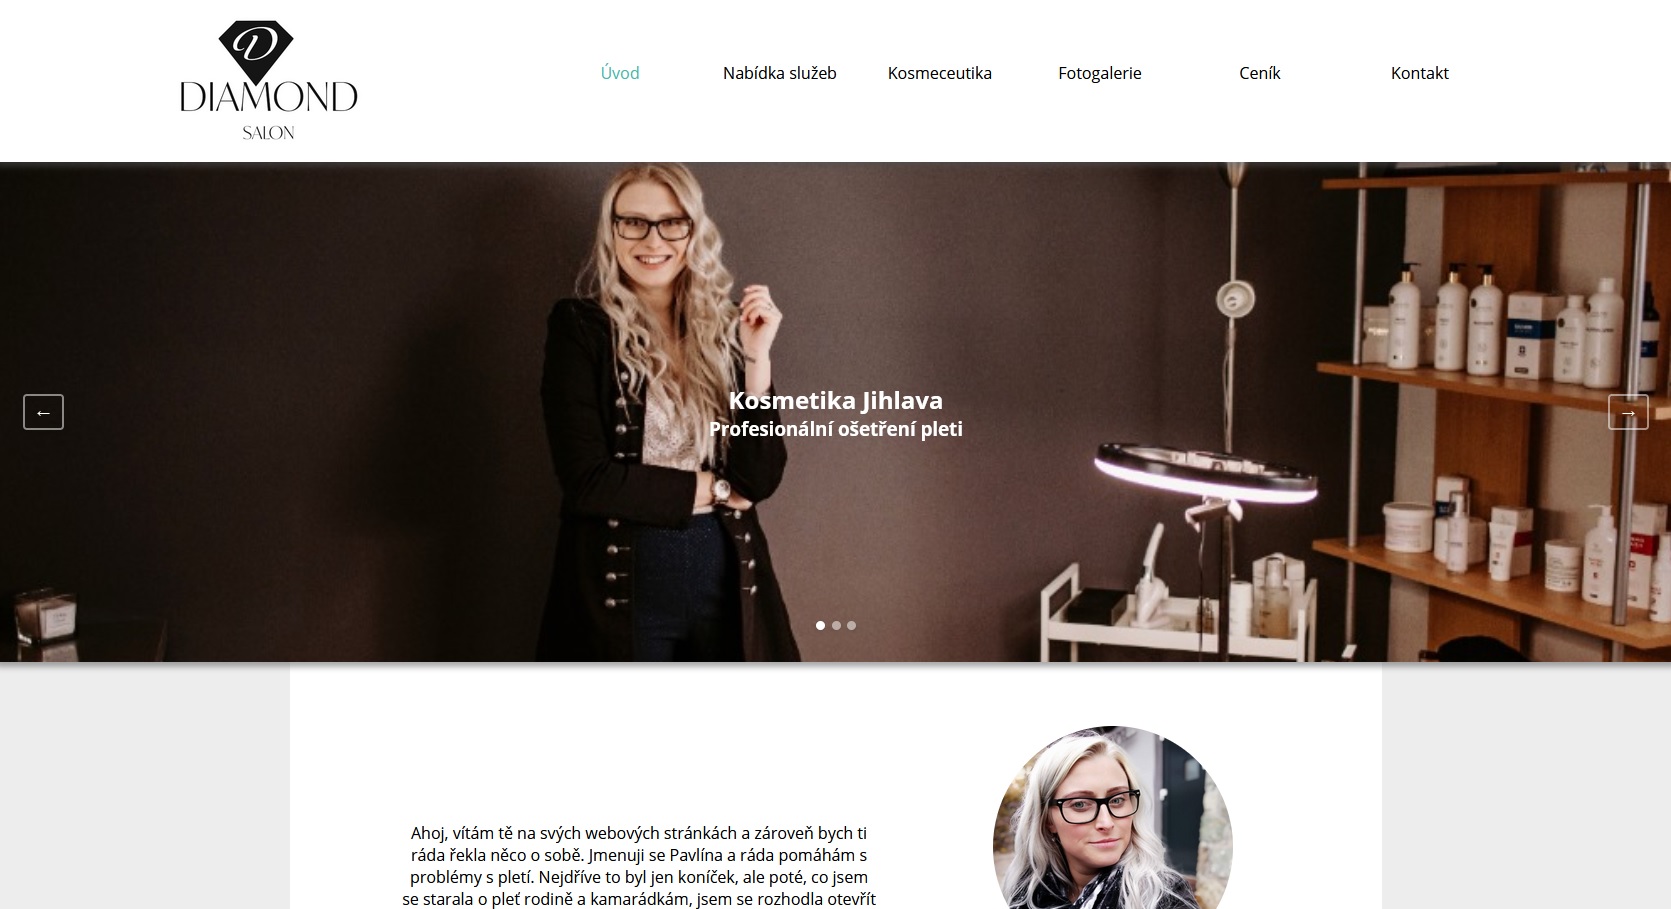 D
DIAMOND
SALON
Úvod
Nabídka služeb
Kosmeceutika
Fotogalerie
Ceník
Kontakt
←
→
Kosmetika Jihlava
Profesionální ošetření pleti
Ahoj, vítám tě na svých webových stránkách a zároveň bych ti
ráda řekla něco o sobě. Jmenuji se Pavlína a ráda pomáhám s
problémy s pletí. Nejdříve to byl jen koníček, ale poté, co jsem
se starala o pleť rodině a kamarádkám, jsem se rozhodla otevřít